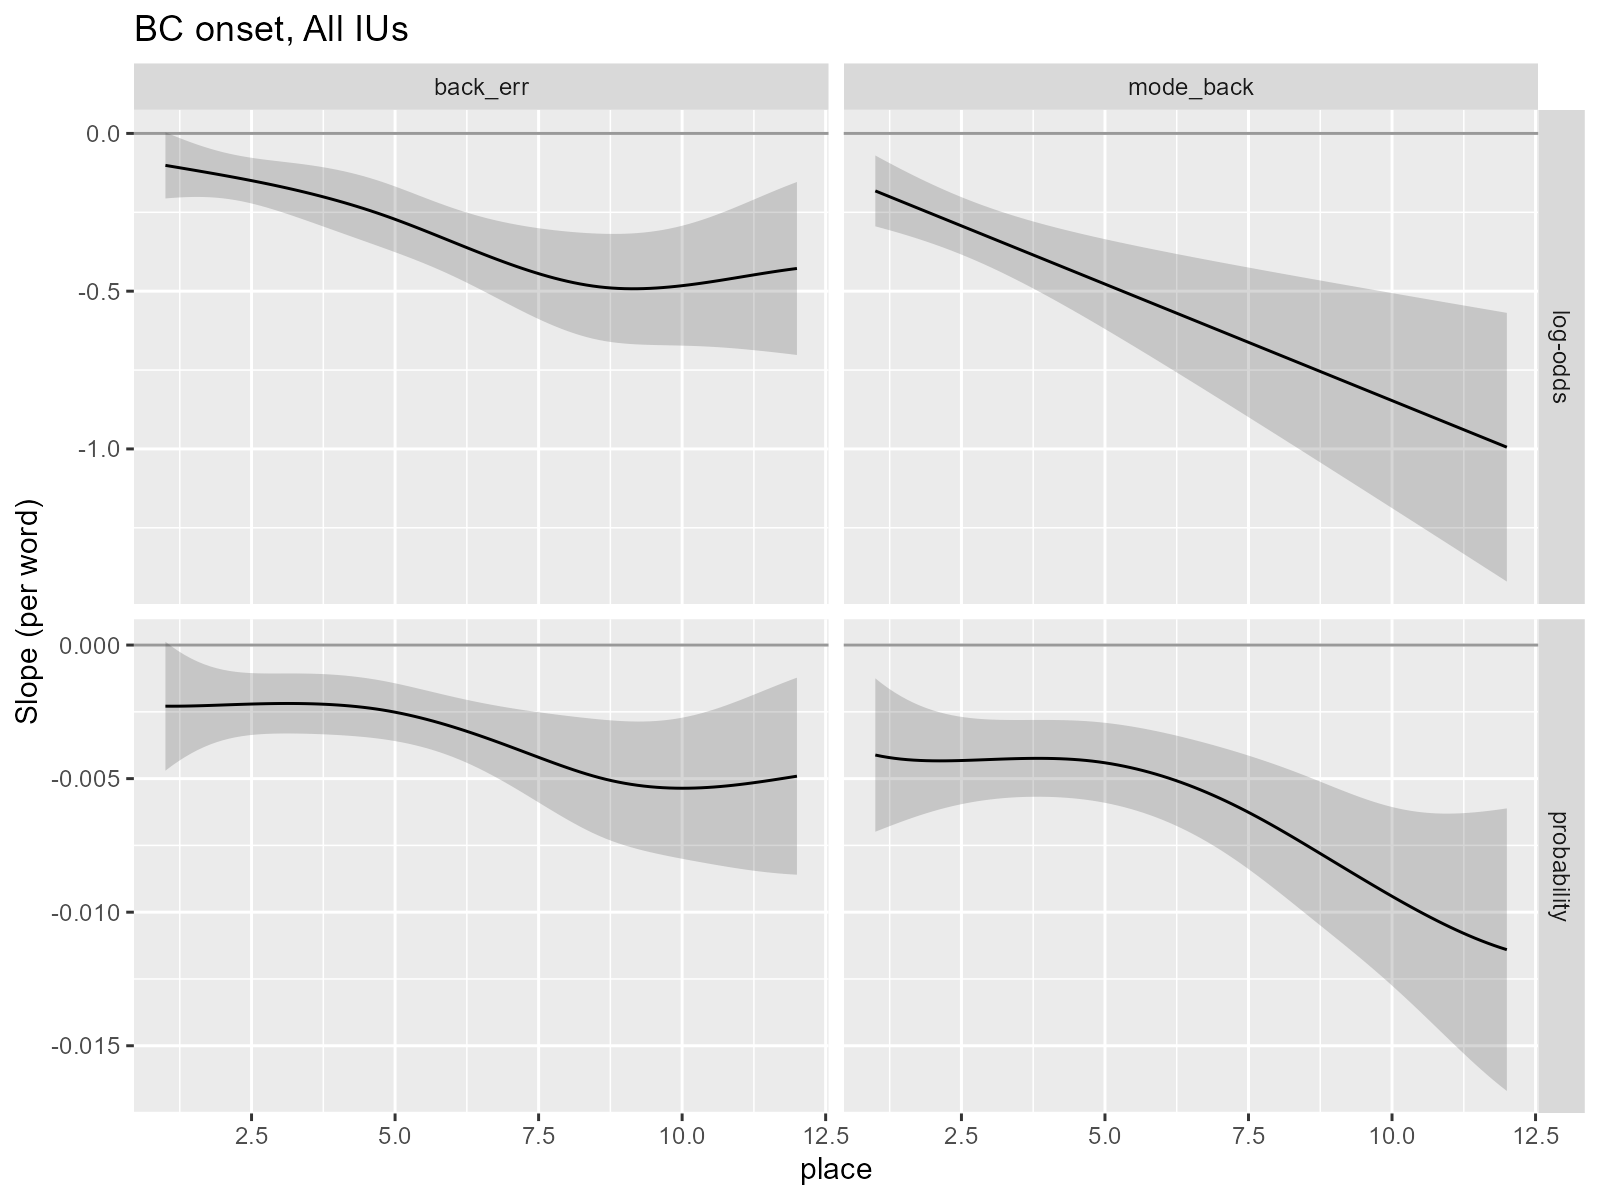 BC onset, All IUs
back_err
mode_back
0.0
-0.5
-1.0
log-odds
0.000
-0.005
-0.010
-0.015
probability
Slope (per word)
2.5 5.0 7.5 10.0 12.5
2.5 5.0 7.5 10.0 12.5
place